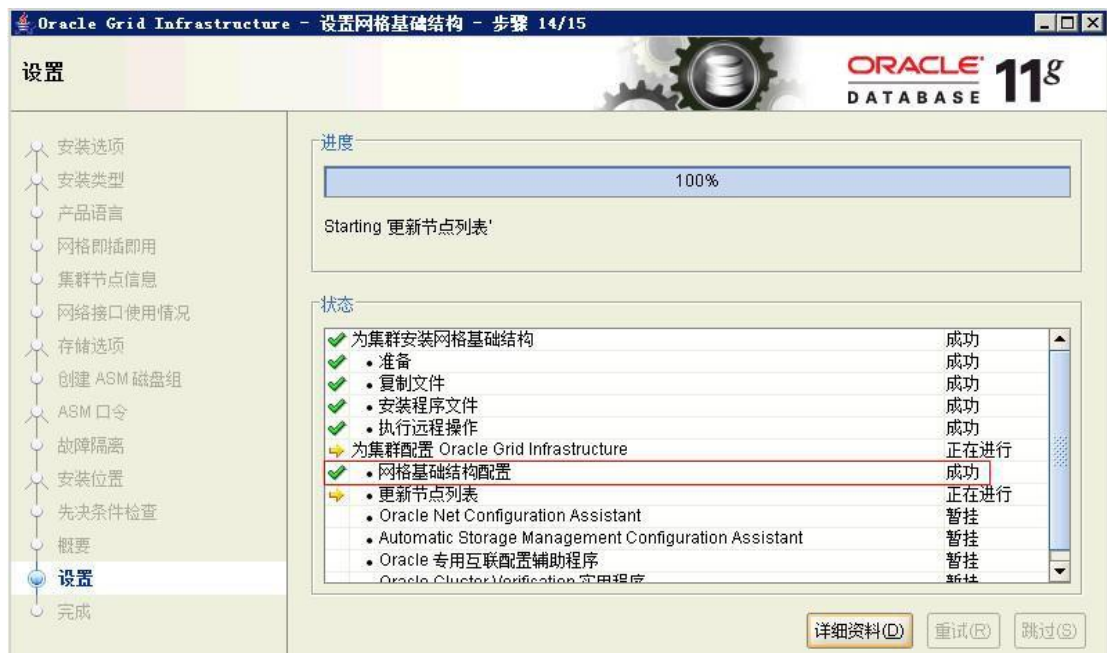 Oracle Grid Infrastructure - 设置网格基础结构 - 步骤 14/15
设置
ORACLE 11g
DATABASE
安装选项
安装类型
产品语言
网格即插即用
集群节点信息
网络接口使用情况
存储选项
创建 ASM 磁盘组
ASM 口令
故障隔离
安装位置
先决条件检查
概要
设置
完成
进度
100%
Starting '更新节点列表'
状态
为集群安装网格基础结构 成功
• 准备 成功
• 复制文件 成功
• 安装程序文件 成功
• 执行远程操作 成功
为集群配置 Oracle Grid Infrastructure 正在进行
• 网格基础结构配置 成功
• 更新节点列表 正在进行
• Oracle Net Configuration Assistant 暂挂
• Automatic Storage Management Configuration Assistant 暂挂
• Oracle 专用互联配置辅助程序 暂挂
Oracle Cluster Verification 实用程序 暂挂
详细资料(D) 重试(R) 跳过(S)